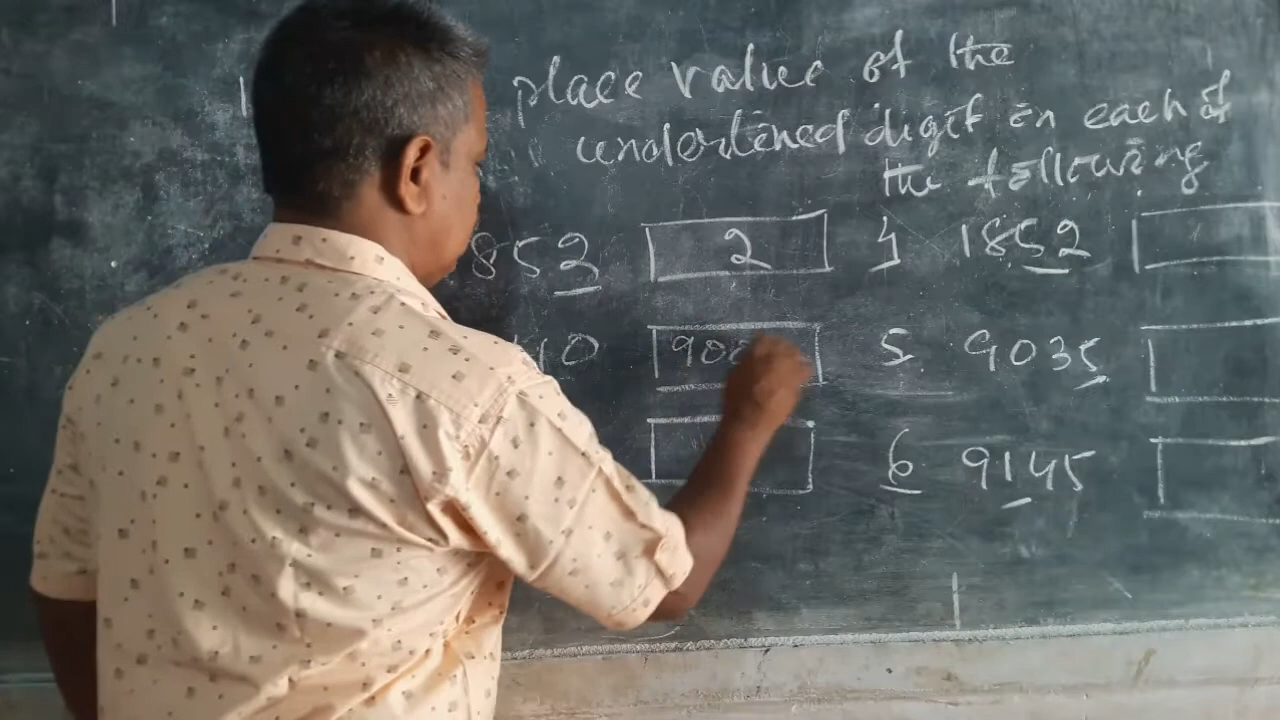 place value of the
underlined digit in each of
the following
852 2 4 1852
10 900 5. 9035
6. 9145